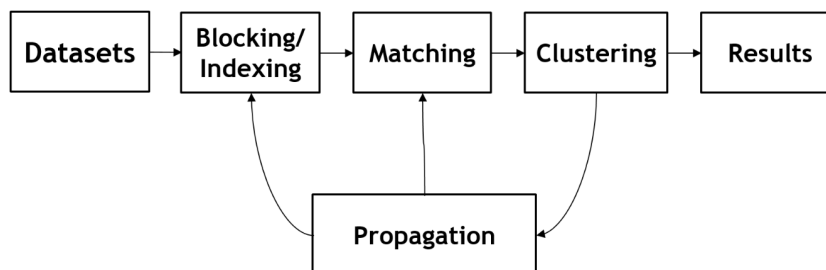 Datasets
Blocking/
Indexing
Matching
Clustering
Results
Propagation